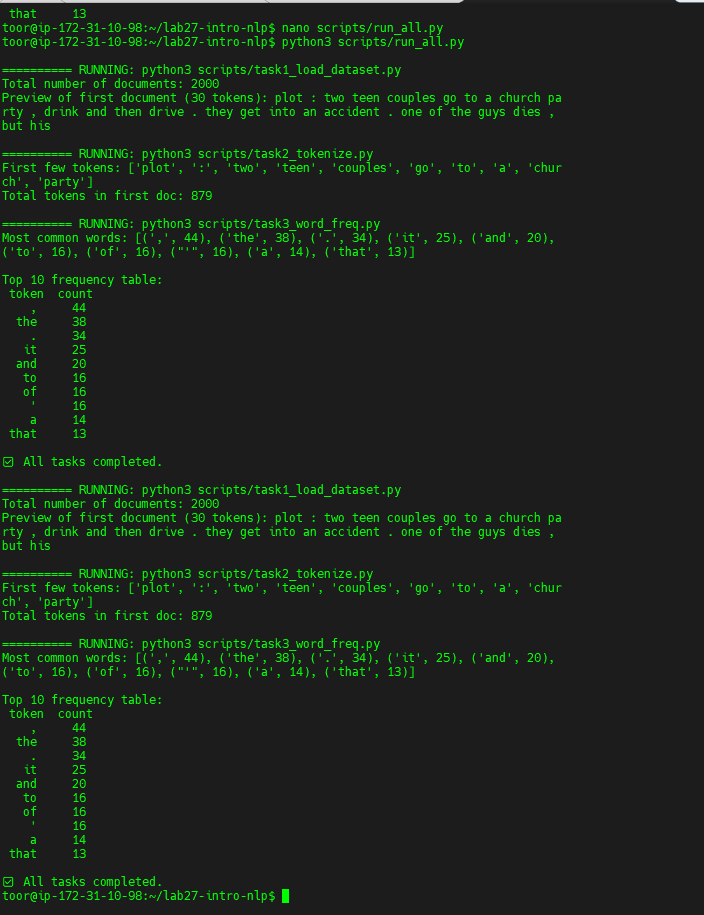 that     13
toor@ip-172-31-10-98:~/lab27-intro-nlp$ nano scripts/run_all.py
toor@ip-172-31-10-98:~/lab27-intro-nlp$ python3 scripts/run_all.py
========== RUNNING: python3 scripts/task1_load_dataset.py
Total number of documents: 2000
Preview of first document (30 tokens): plot : two teen couples go to a church pa
rty , drink and then drive . they get into an accident . one of the guys dies ,
but his
========== RUNNING: python3 scripts/task2_tokenize.py
First few tokens: ['plot', ':', 'two', 'teen', 'couples', 'go', 'to', 'a', 'chur
ch', 'party']
Total tokens in first doc: 879
========== RUNNING: python3 scripts/task3_word_freq.py
Most common words: [(',', 44), ('the', 38), ('.', 34), ('it', 25), ('and', 20),
('to', 16), ('of', 16), ("'", 16), ('a', 14), ('that', 13)]
Top 10 frequency table:
token  count
,     44
the     38
.     34
it     25
and     20
to     16
of     16
'     16
a     14
that     13
☑ All tasks completed.
========== RUNNING: python3 scripts/task1_load_dataset.py
Total number of documents: 2000
Preview of first document (30 tokens): plot : two teen couples go to a church pa
rty , drink and then drive . they get into an accident . one of the guys dies ,
but his
========== RUNNING: python3 scripts/task2_tokenize.py
First few tokens: ['plot', ':', 'two', 'teen', 'couples', 'go', 'to', 'a', 'chur
ch', 'party']
Total tokens in first doc: 879
========== RUNNING: python3 scripts/task3_word_freq.py
Most common words: [(',', 44), ('the', 38), ('.', 34), ('it', 25), ('and', 20),
('to', 16), ('of', 16), ("'", 16), ('a', 14), ('that', 13)]
Top 10 frequency table:
token  count
,     44
the     38
.     34
it     25
and     20
to     16
of     16
'     16
a     14
that     13
☑ All tasks completed.
toor@ip-172-31-10-98:~/lab27-intro-nlp$